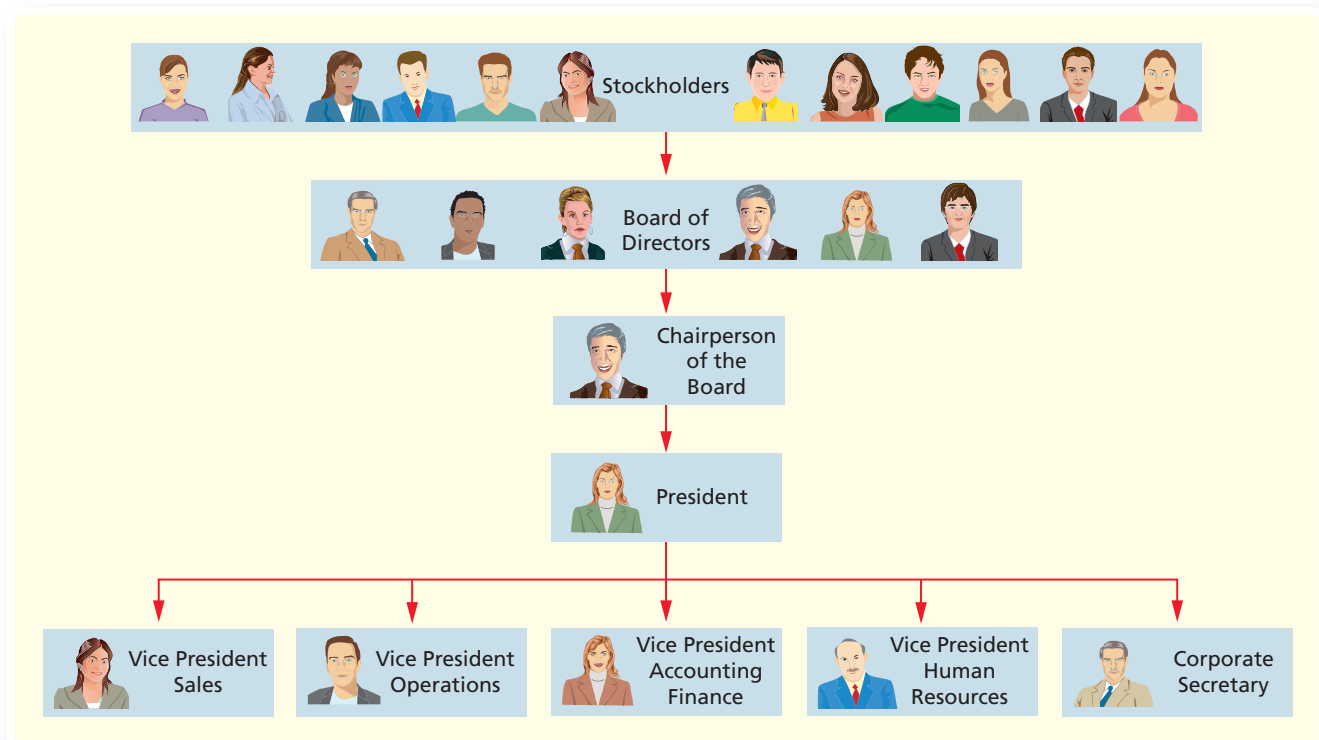 Stockholders
Board of
Directors
Chairperson
of the
Board
President
Vice President
Sales
Vice President
Operations
Vice President
Accounting
Finance
Vice President
Human
Resources
Corporate
Secretary